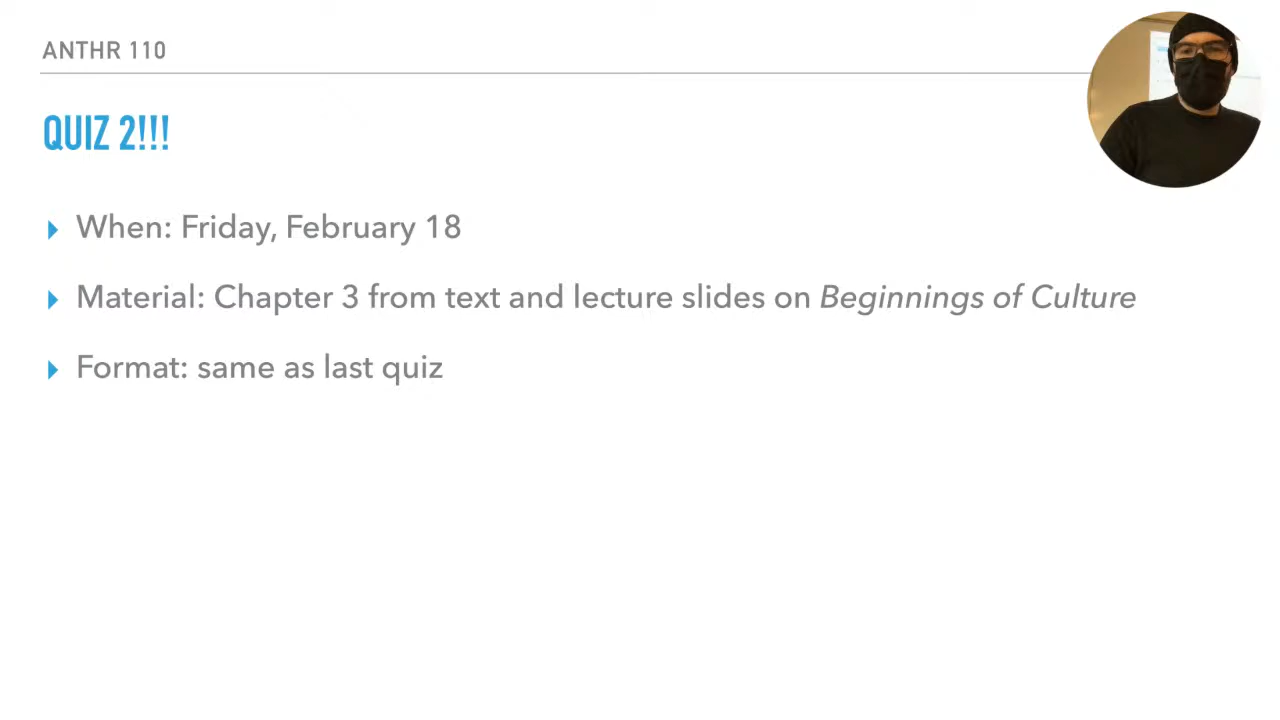 ANTHR 110
QUIZ 2!!!
When: Friday, February 18
Material: Chapter 3 from text and lecture slides on Beginnings of Culture
Format: same as last quiz